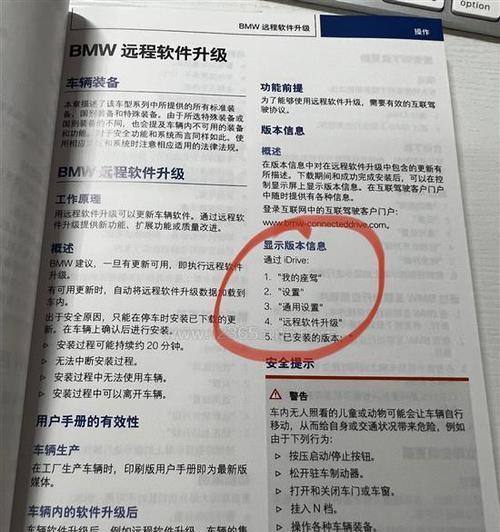 BMW 远程软件升级
操作
option
BMW 远程软件升级
车辆装备
本章描述了该车型系列中所提供的所有标准装
备、国别装备和特殊装备。由于所选特殊装备或
国别装备的不同，也会提及车辆内不可用的装备
和功能。对于安全功能和系统而言同样如此。使
用相应功能和系统时注意相应适用的法律法规。
BMW 远程软件升级
工作原理
用远程软件升级可以更新车辆软件。通过远程软
件升级提供新功能、扩展功能或质量改进。
概述
BMW 建议，一旦有更新可用，即执行远程软件
升级。
有可用更新时，自动将远程软件升级数据加载到
车内。
出于安全原因，只能在停车时安装已下载的更
新。在车辆上确认后进行安装。
▷ 安装过程可能持续约 20 分钟。
▷ 无法中断安装过程。
▷ 安装过程中无法使用车辆。
▷ 安装过程中可以离开车辆。
用户手册的有效性
车辆生产
在工厂生产车辆时，印刷版用户手册即为最新版
媒体。
车辆内的软件升级后
车辆软件升级后，例如远程软件升级，车辆的集
功能前提
为了能够使用远程软件升级，需要有效的互联驾
驶协议。
版本信息
概述
在版本信息中对在远程软件升级中包含的更新有
所描述。下载期间和成功完成安装后，可以在控
制显示屏上显示版本信息。在互联驾驶客户门户
中随时提供有各种信息。
登录互联网中的互联驾驶客户门户：
www.bmw-connecteddrive.com.
显示版本信息
通过 iDrive:
1. "我的座驾"
2. "设置"
3. "通用设置"
4. "远程软件升级"
5. "已安装的版本："
安全提示
警告
车内无人照看的儿童或动物可能会让车辆自行
移动，从而给自身或交通状况带来危险，例如
由于下列行为：
▷ 按压启动/停止按钮。
▷ 松开驻车制动器。
▷ 打开和关闭车门或车窗。
▷ 挂入 N 档。
▷ 操作各种车辆装备。